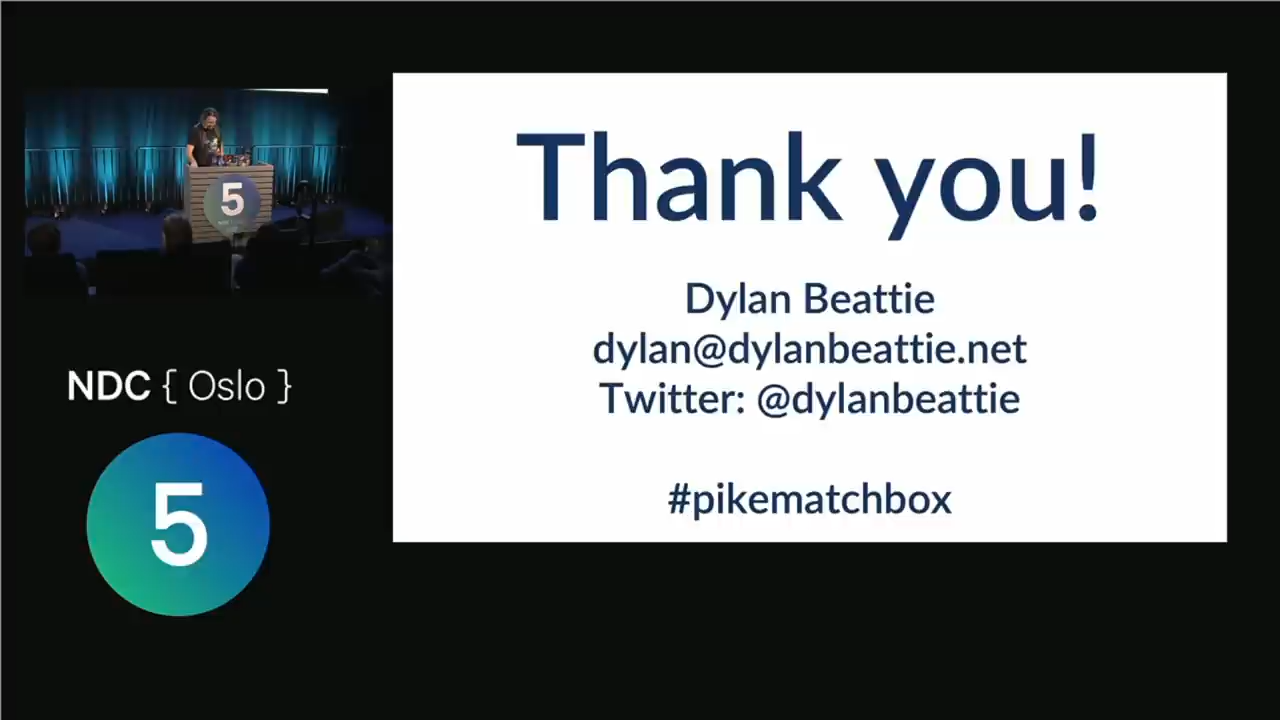 5
NDC { Oslo }
5
Thank you!
Dylan Beattie
dylan@dylanbeattie.net
Twitter: @dylanbeattie
#pikematchbox